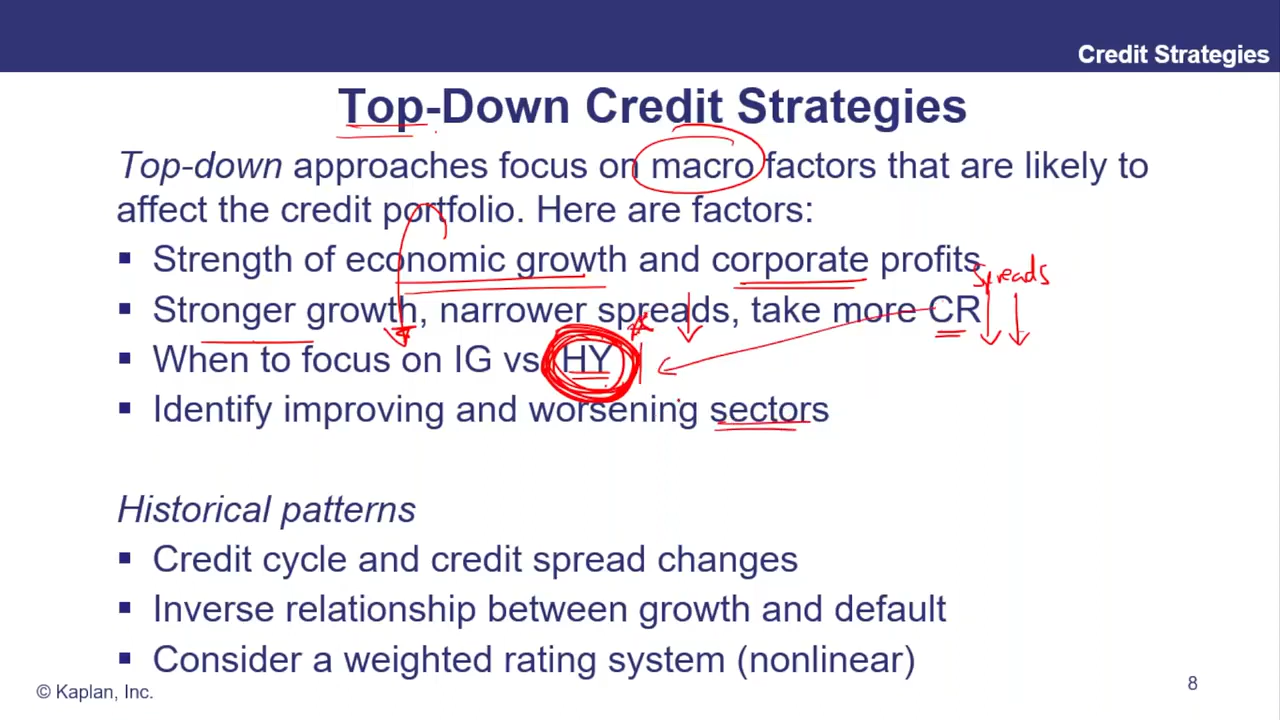 Credit Strategies
Top-Down Credit Strategies
Top-down approaches focus on macro factors that are likely to
affect the credit portfolio. Here are factors:
▪ Strength of economic growth and corporate profits
spreads
▪ Stronger growth, narrower spreads, take more CR
▪ When to focus on IG vs HY
▪ Identify improving and worsening sectors
Historical patterns
▪ Credit cycle and credit spread changes
▪ Inverse relationship between growth and default
▪ Consider a weighted rating system (nonlinear)
© Kaplan, Inc.
8